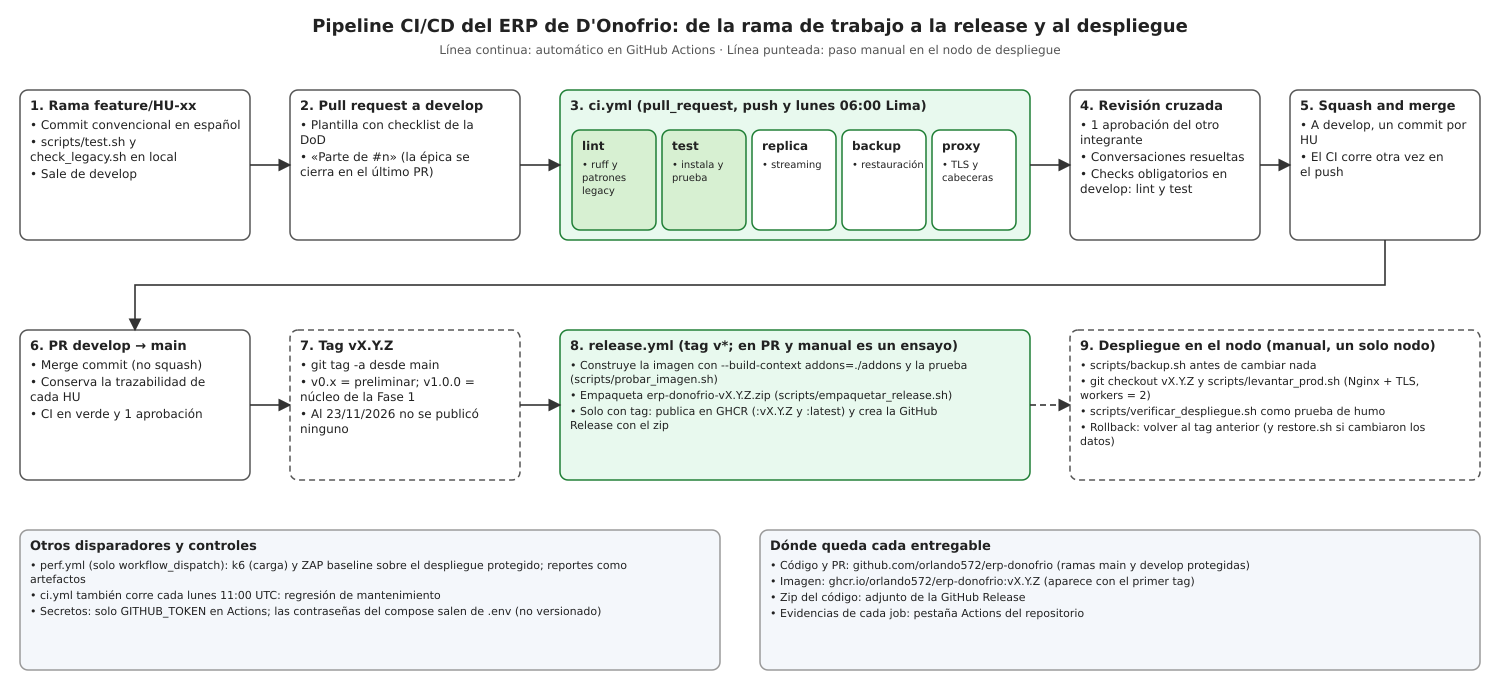 Pipeline CI/CD del ERP de D'Onofrio: de la rama de trabajo a la release y al despliegue
Línea continua: automático en GitHub Actions · Línea punteada: paso manual en el nodo de despliegue
1. Rama feature/HU-xx
• Commit convencional en español
• scripts/test.sh y
check_legacy.sh en local
• Sale de develop
2. Pull request a develop
• Plantilla con checklist de la
DoD
• «Parte de #n» (la épica se
cierra en el último PR)
3. ci.yml (pull_request, push y lunes 06:00 Lima)
lint
• ruff y
patrones
legacy
test
• instala y
prueba
replica
• streaming
backup
• restauración
proxy
• TLS y
cabeceras
4. Revisión cruzada
• 1 aprobación del otro
integrante
• Conversaciones resueltas
• Checks obligatorios en
develop: lint y test
5. Squash and merge
• A develop, un commit por
HU
• El CI corre otra vez en
el push
6. PR develop → main
• Merge commit (no squash)
• Conserva la trazabilidad de
cada HU
• CI en verde y 1 aprobación
7. Tag vX.Y.Z
• git tag -a desde main
• v0.x = preliminar; v1.0.0 =
núcleo de la Fase 1
• Al 23/11/2026 no se publicó
ninguno
8. release.yml (tag v*; en PR y manual es un ensayo)
• Construye la imagen con --build-context addons=./addons y la prueba
(scripts/probar_imagen.sh)
• Empaqueta erp-donofrio-vX.Y.Z.zip (scripts/empaquetar_release.sh)
• Solo con tag: publica en GHCR (:vX.Y.Z y :latest) y crea la GitHub
Release con el zip
9. Despliegue en el nodo (manual, un solo nodo)
• scripts/backup.sh antes de cambiar nada
• git checkout vX.Y.Z y scripts/levantar_prod.sh (Nginx + TLS,
workers = 2)
• scripts/verificar_despliegue.sh como prueba de humo
• Rollback: volver al tag anterior (y restore.sh si cambiaron los
datos)
Otros disparadores y controles
• perf.yml (solo workflow_dispatch): k6 (carga) y ZAP baseline sobre el despliegue protegido; reportes como
artefactos
• ci.yml también corre cada lunes 11:00 UTC: regresión de mantenimiento
• Secretos: solo GITHUB_TOKEN en Actions; las contraseñas del compose salen de .env (no versionado)
Dónde queda cada entregable
• Código y PR: github.com/orlando572/erp-donofrio (ramas main y develop protegidas)
• Imagen: ghcr.io/orlando572/erp-donofrio:vX.Y.Z (aparece con el primer tag)
• Zip del código: adjunto de la GitHub Release
• Evidencias de cada job: pestaña Actions del repositorio